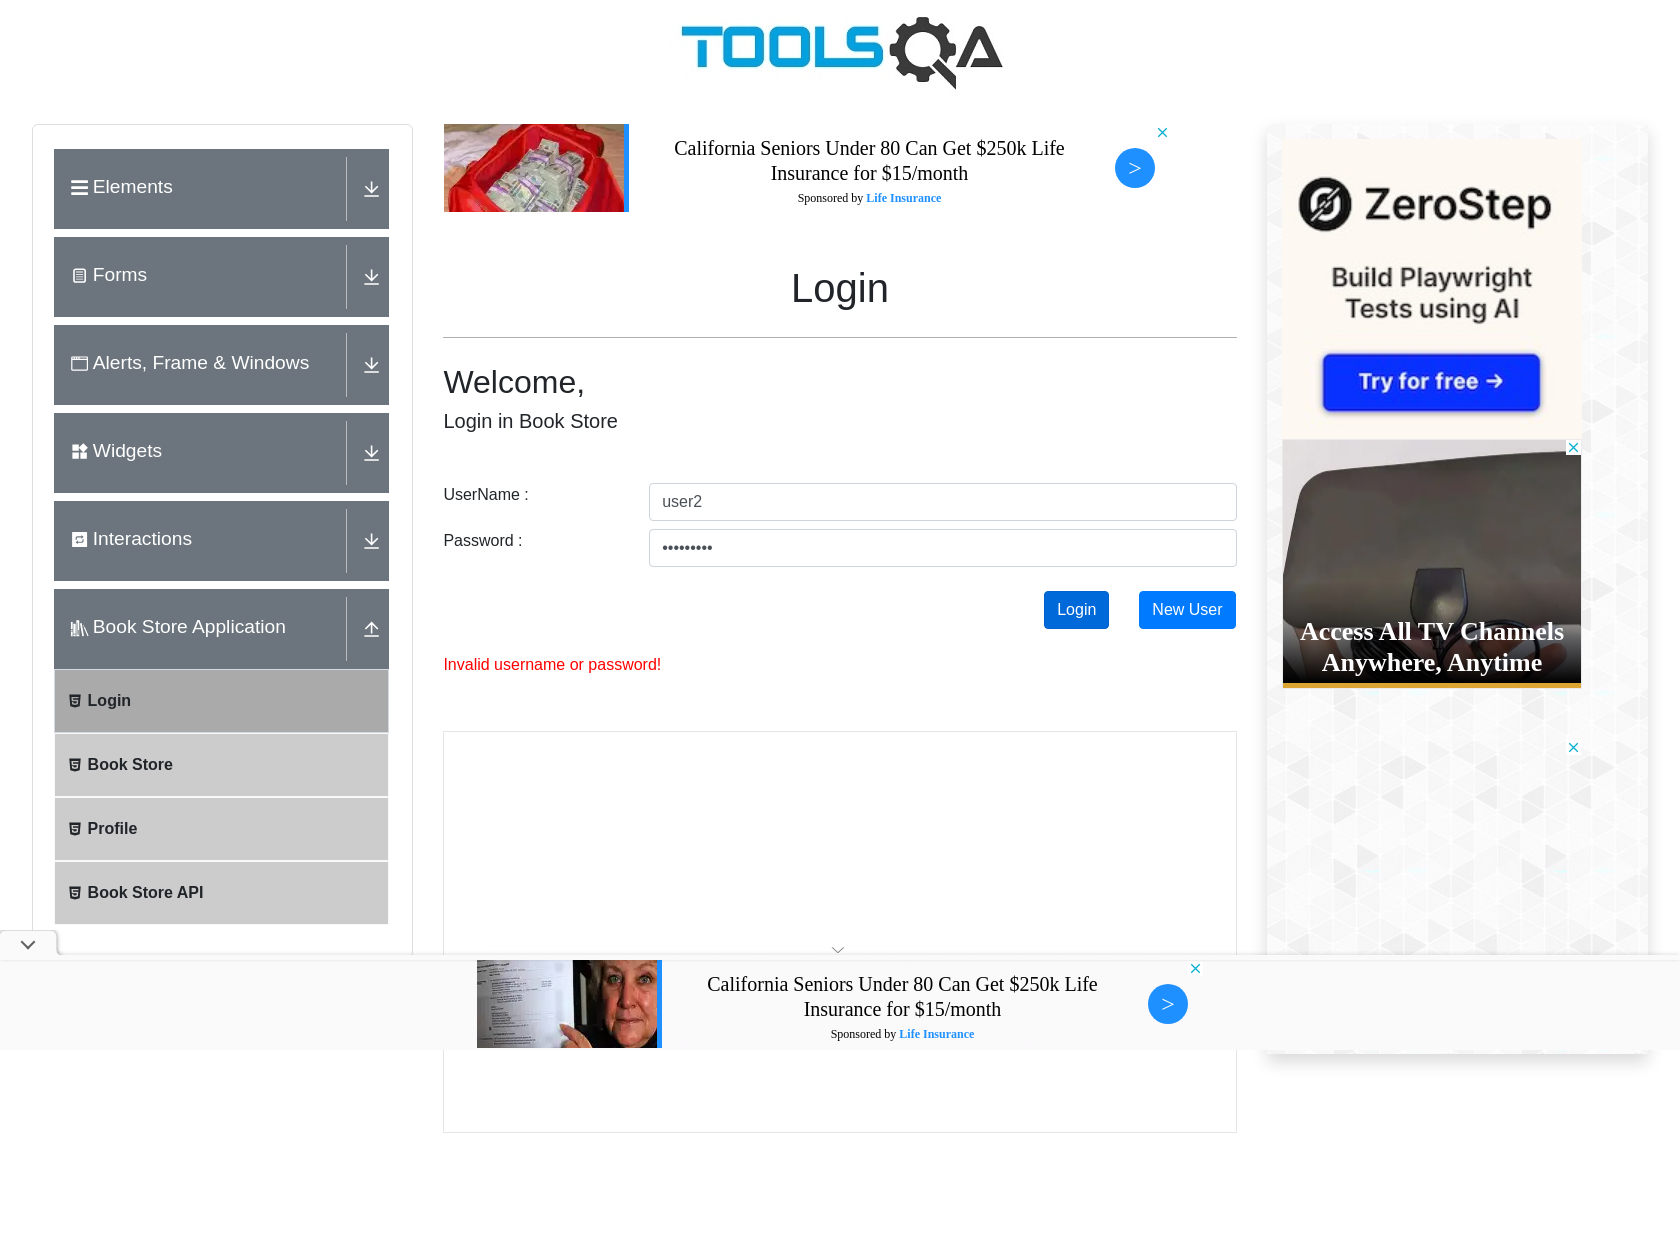 TOOLSQA
Elements
Forms
Alerts, Frame & Windows
Widgets
Interactions
Book Store Application
Login
Book Store
Profile
Book Store API
California Seniors Under 80 Can Get $250k Life
Insurance for $15/month
Sponsored by Life Insurance
>
Login
Welcome,
Login in Book Store
UserName :
user2
Password :
•••••••••
Login
New User
Invalid username or password!
ZeroStep
Build Playwright
Tests using AI
Try for free →
Access All TV Channels
Anywhere, Anytime
California Seniors Under 80 Can Get $250k Life
Insurance for $15/month
Sponsored by Life Insurance
>